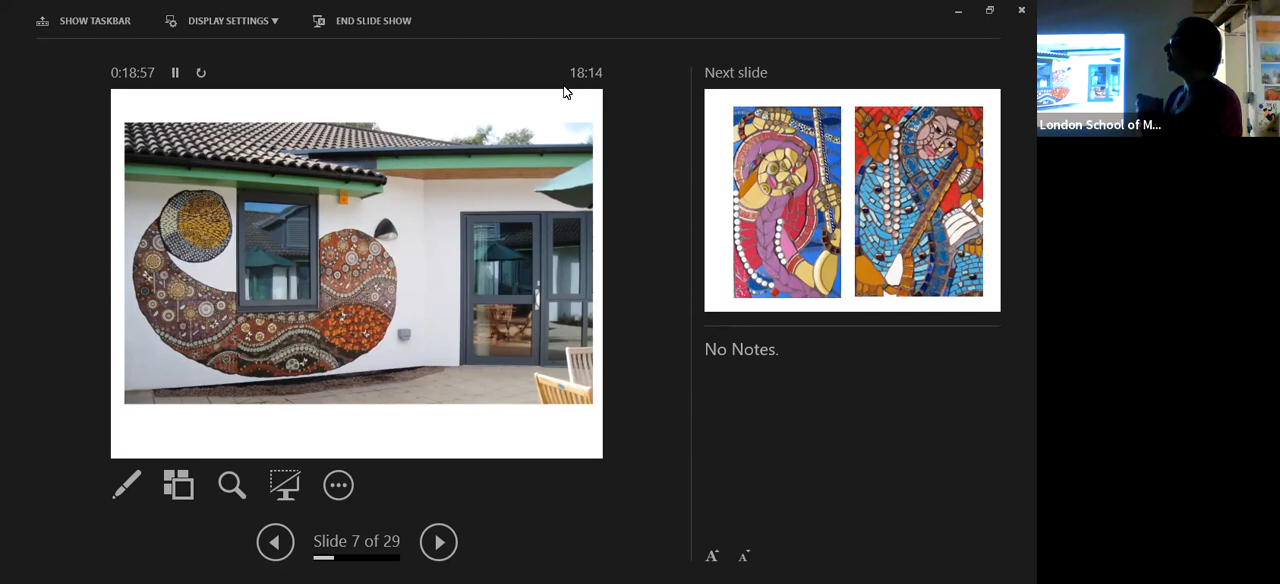 SHOW TASKBAR
DISPLAY SETTINGS ▼
END SLIDE SHOW
0:18:57
18:14
Next slide
London School of M...
No Notes.
Slide 7 of 29
A A